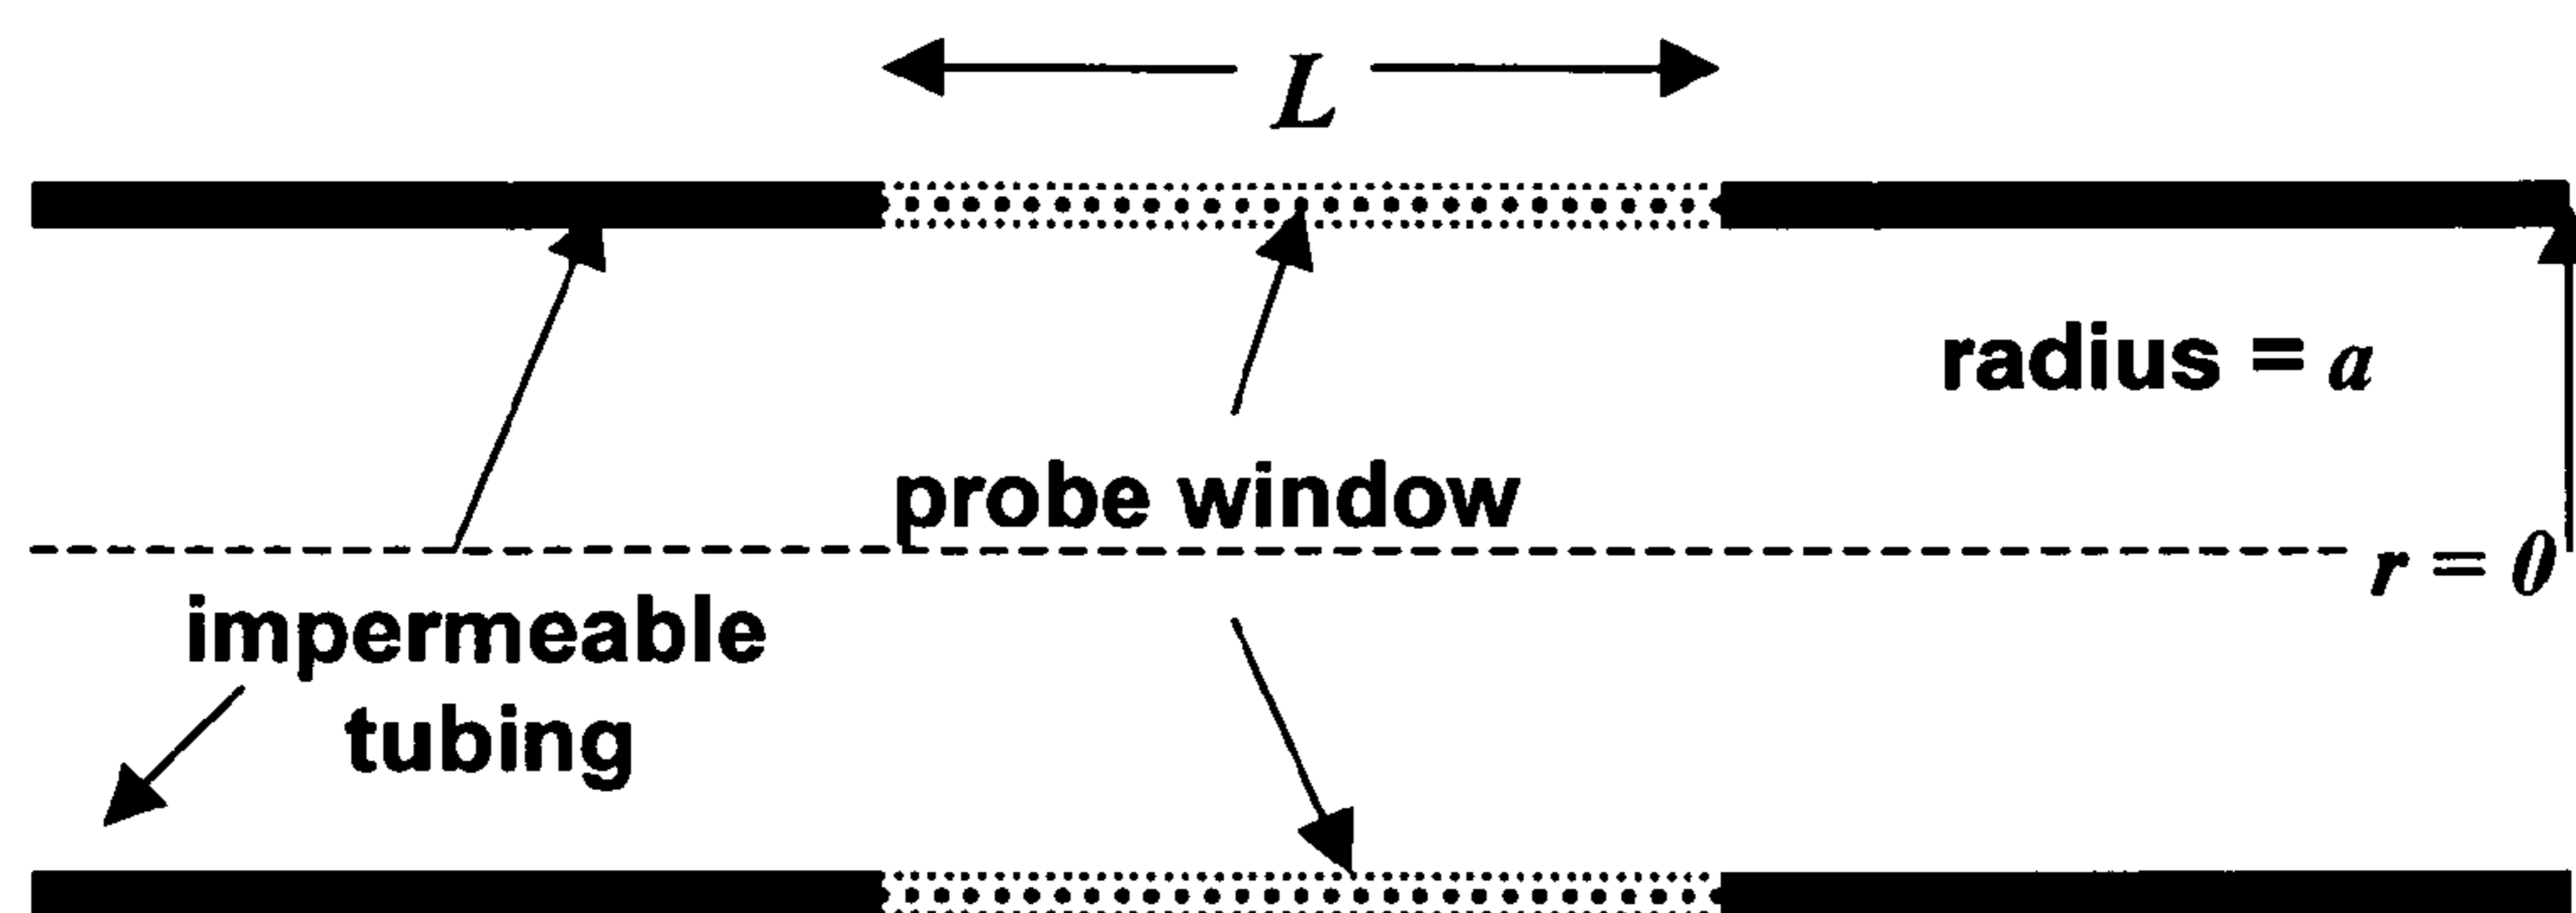 L
radius = a
probe window
r = 0
impermeable
tubing